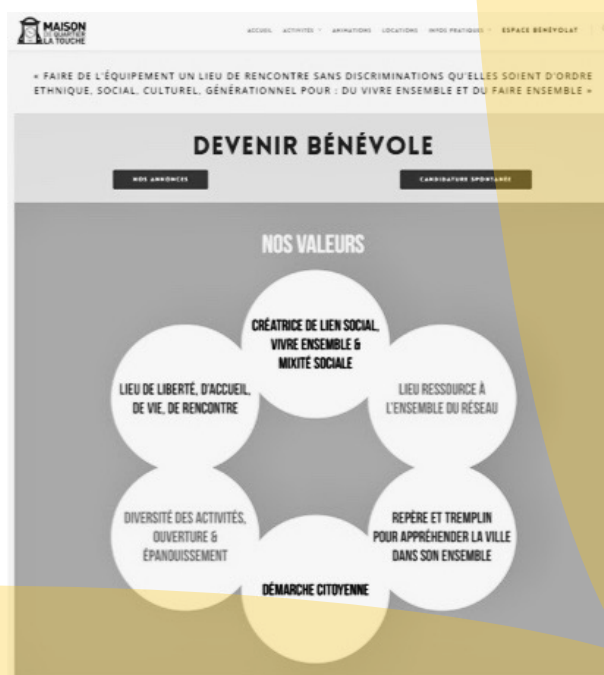 MAISON
DE QUARTIER
LA TOUCHE
ACCUEIL ACTIVITÉS ANIMATIONS LOCATIONS INFOS PRATIQUES ESPACE BÉNÉVOLAT
« FAIRE DE L'ÉQUIPEMENT UN LIEU DE RENCONTRE SANS DISCRIMINATIONS QU'ELLES SOIENT D'ORDRE
ETHNIQUE, SOCIAL, CULTUREL, GÉNÉRATIONNEL POUR : DU VIVRE ENSEMBLE ET DU FAIRE ENSEMBLE »
DEVENIR BÉNÉVOLE
NOS ANNONCES
CANDIDATURE SPONTANÉE
NOS VALEURS
CRÉATRICE DE LIEN SOCIAL,
VIVRE ENSEMBLE &
MIXITÉ SOCIALE
LIEU DE LIBERTÉ, D'ACCUEIL,
DE VIE, DE RENCONTRE
LIEU RESSOURCE À
L'ENSEMBLE DU RÉSEAU
DIVERSITÉ DES ACTIVITÉS,
OUVERTURE &
ÉPANOUISSEMENT
REPÈRE ET TREMPLIN
POUR APPRÉHENDER LA VILLE
DANS SON ENSEMBLE
DÉMARCHE CITOYENNE